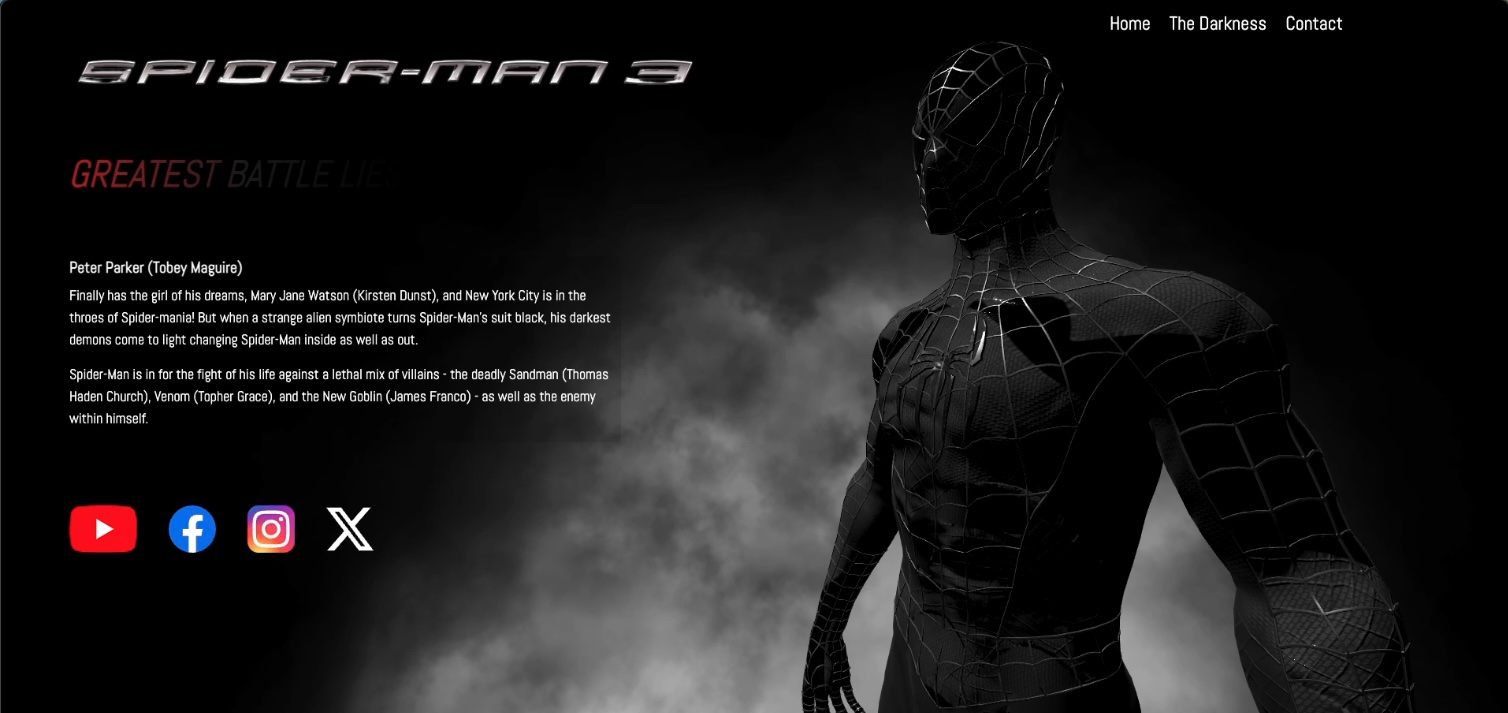 Home The Darkness Contact
SPIDER-MAN 3
GREATEST BATTLE LIES
Peter Parker (Tobey Maguire)
Finally has the girl of his dreams, Mary Jane Watson (Kirsten Dunst), and New York City is in the
throes of Spider-mania! But when a strange alien symbiote turns Spider-Man's suit black, his darkest
demons come to light changing Spider-Man inside as well as out.
Spider-Man is in for the fight of his life against a lethal mix of villains - the deadly Sandman (Thomas
Haden Church), Venom (Topher Grace), and the New Goblin (James Franco) - as well as the enemy
within himself.